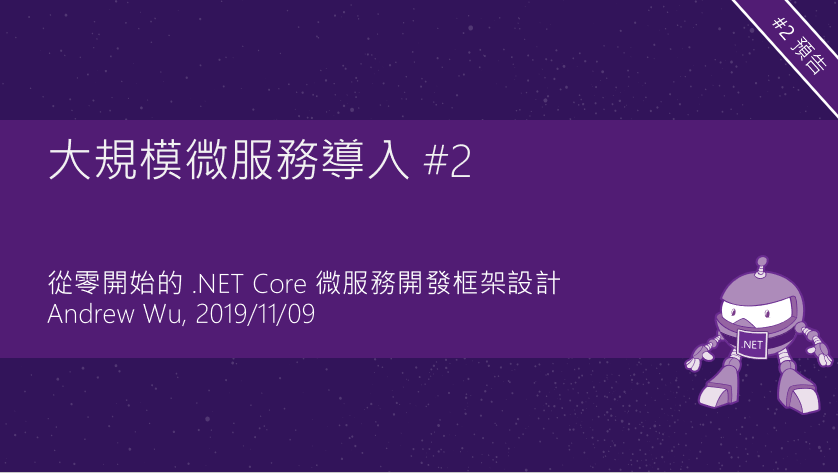 #2 預告
大規模微服務導入 #2
從零開始的 .NET Core 微服務開發框架設計
Andrew Wu, 2019/11/09
.NET